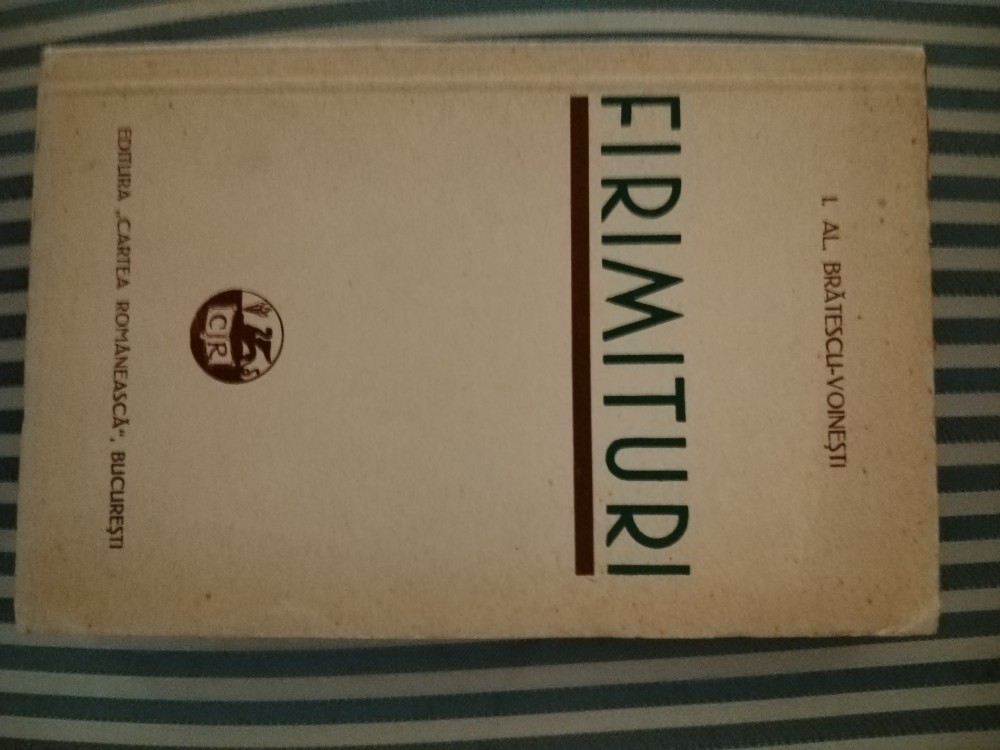 I. AL. BRĂTESCU-VOINEȘTI
FIRIMITURI
CR
EDITURA „CARTEA ROMÂNEASCĂ“, BUCUREȘTI